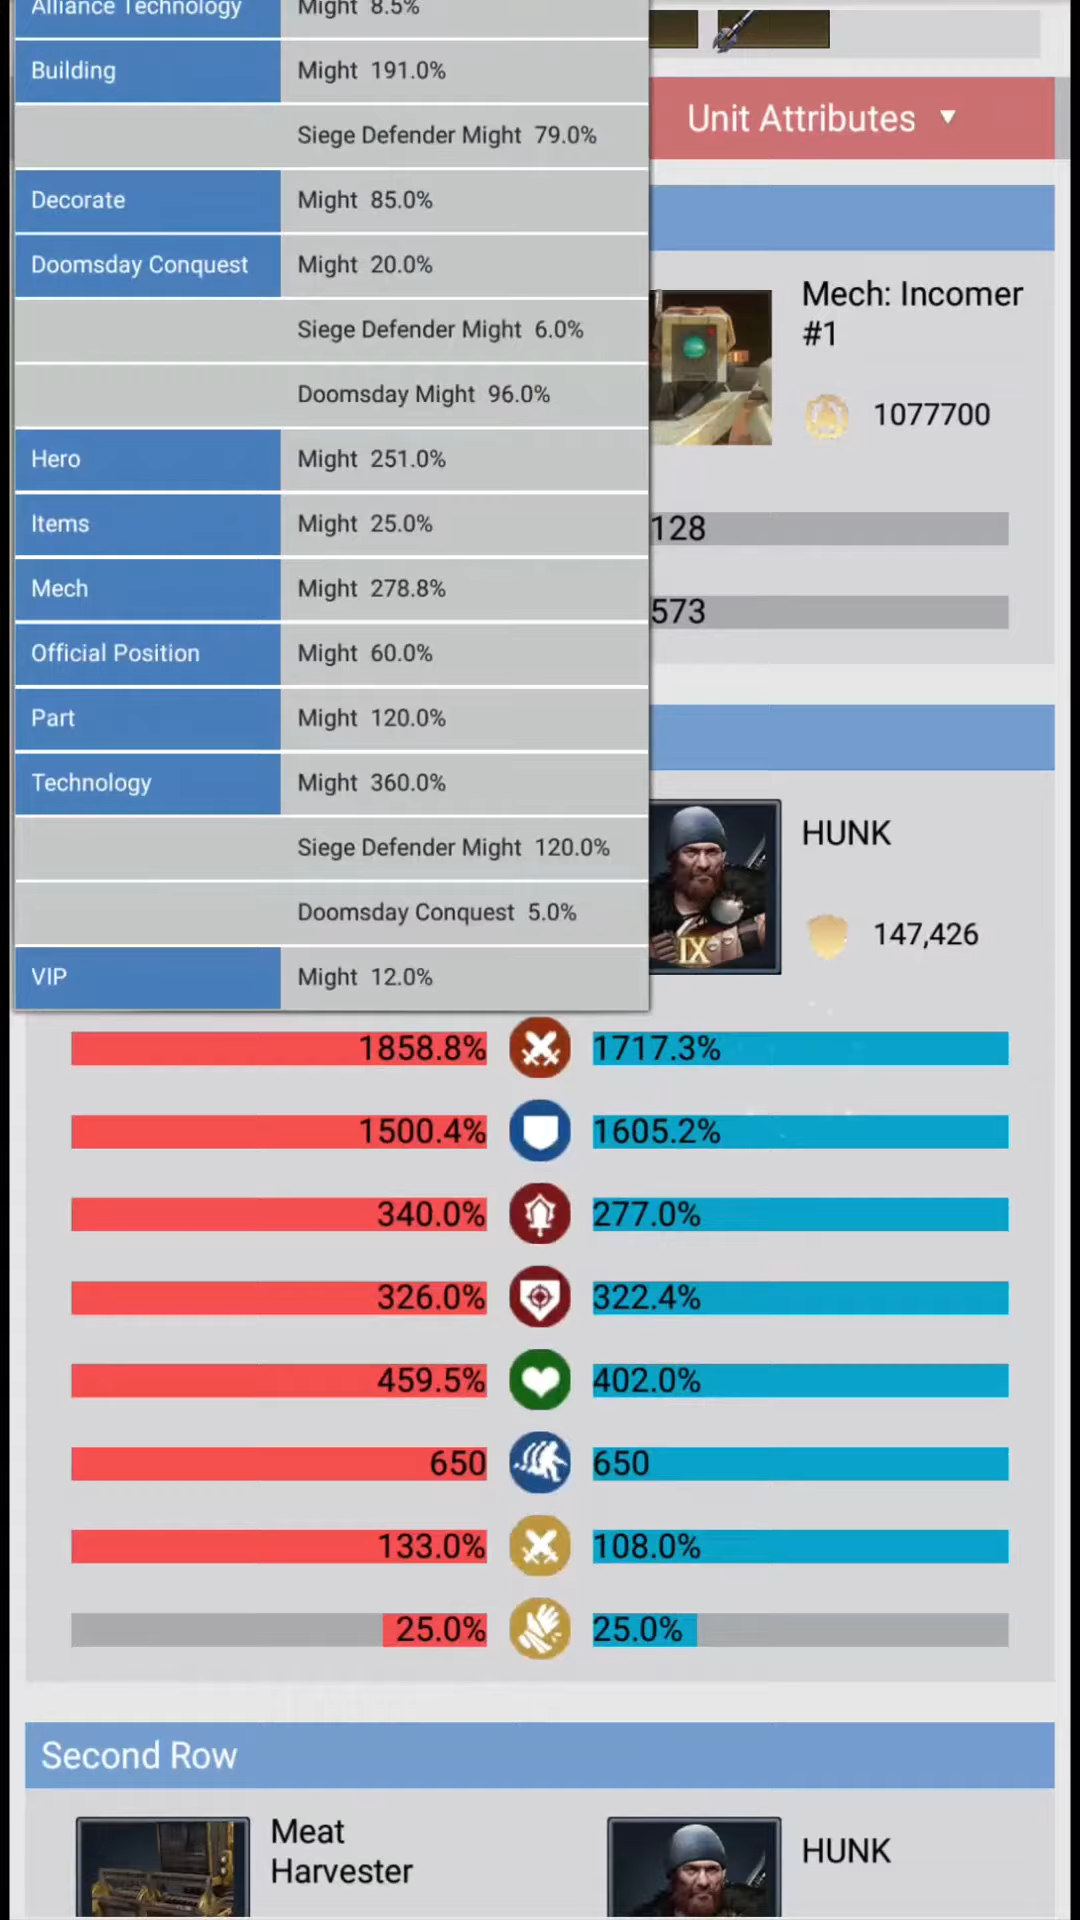 Alliance Technology Might 8.5%
Building Might 191.0%
Siege Defender Might 79.0%
Decorate Might 85.0%
Doomsday Conquest Might 20.0%
Siege Defender Might 6.0%
Doomsday Might 96.0%
Hero Might 251.0%
Items Might 25.0%
Mech Might 278.8%
Official Position Might 60.0%
Part Might 120.0%
Technology Might 360.0%
Siege Defender Might 120.0%
Doomsday Conquest 5.0%
VIP Might 12.0%
Unit Attributes
Mech: Incomer
#1
1077700
128
573
HUNK
IX
147,426
1858.8% 1717.3%
1500.4% 1605.2%
340.0% 277.0%
326.0% 322.4%
459.5% 402.0%
650 650
133.0% 108.0%
25.0% 25.0%
Second Row
Meat
Harvester
HUNK